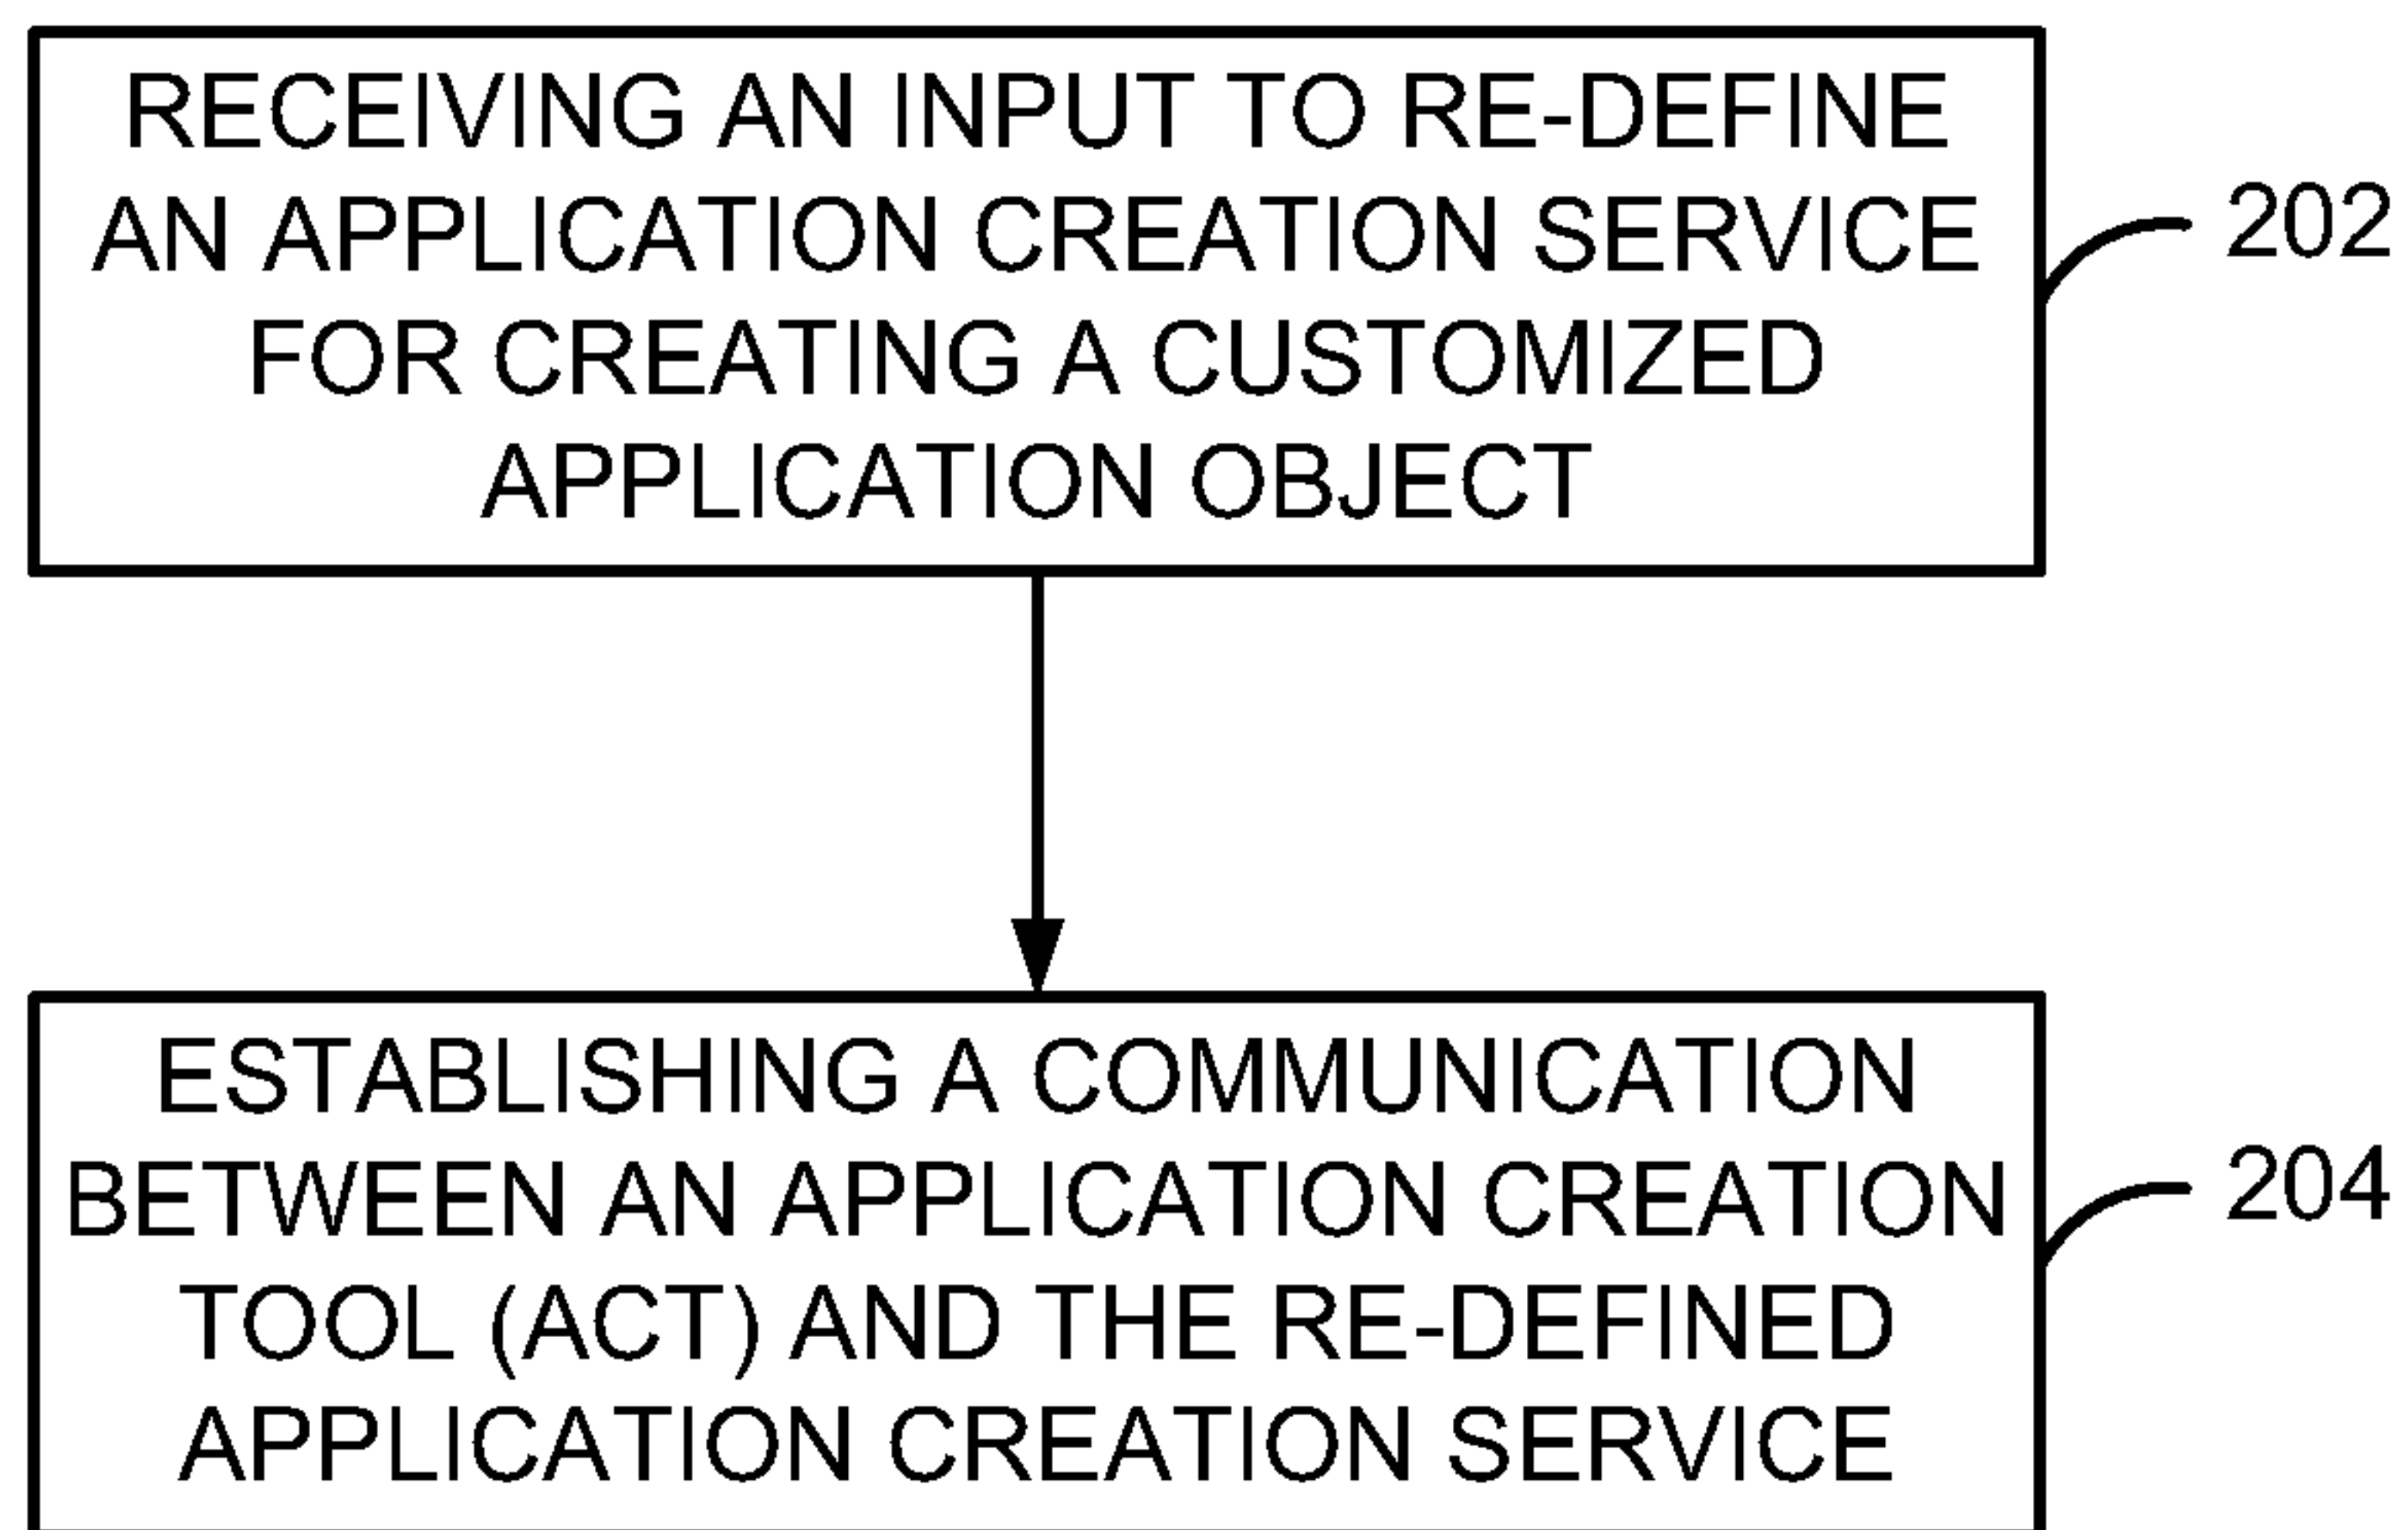 RECEIVING AN INPUT TO RE-DEFINE
AN APPLICATION CREATION SERVICE
FOR CREATING A CUSTOMIZED
APPLICATION OBJECT
202
ESTABLISHING A COMMUNICATION
BETWEEN AN APPLICATION CREATION
TOOL (ACT) AND THE RE-DEFINED
APPLICATION CREATION SERVICE
204